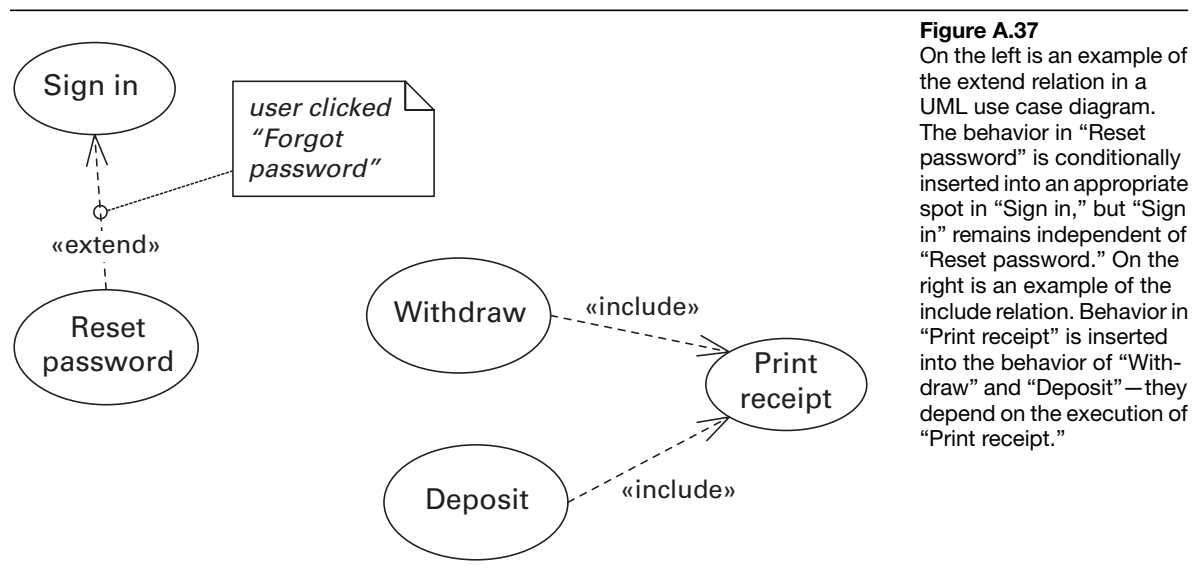 Sign in
user clicked
“Forgot
password”
«extend»
Reset
password
Withdraw
«include»
Print
receipt
Deposit
«include»
Figure A.37
On the left is an example of
the extend relation in a
UML use case diagram.
The behavior in “Reset
password” is conditionally
inserted into an appropriate
spot in “Sign in,” but “Sign
in” remains independent of
“Reset password.” On the
right is an example of the
include relation. Behavior in
“Print receipt” is inserted
into the behavior of “With-
draw” and “Deposit”—they
depend on the execution of
“Print receipt.”